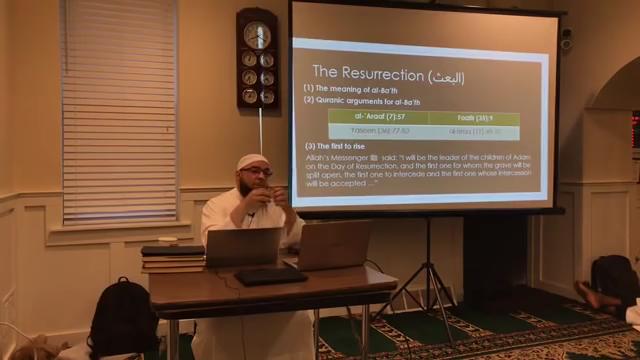 The Resurrection (البعث)
(1) The meaning of al-Ba'th
(2) Quranic arguments for al-Ba'th
al-'Araaf (7):57 Faatir (35):9
Yaseen (36):77-83
(3) The first to rise
Allah's Messenger ﷺ said: "I will be the leader of the children of Adam
on the Day of Resurrection, and the first one for whom the grave will be
split open, the first one to intercede and the first one whose intercession
will be accepted …"